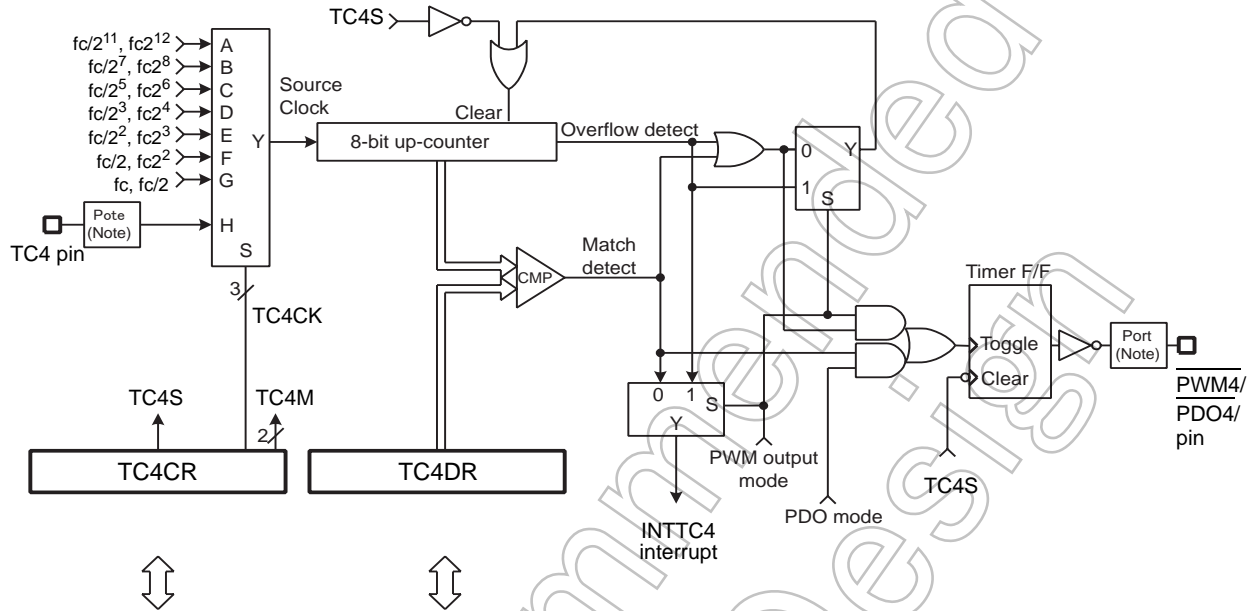 TC4S
fc/2¹¹, fc2¹²
fc/2⁷, fc2⁸
fc/2⁵, fc2⁶
fc/2³, fc2⁴
fc/2², fc2³
fc/2, fc2²
fc, fc/2
A
B
C
D
E
F
G
H
Y
S
Pote
(Note)
TC4 pin
3
TC4CK
Source
Clock
Clear
8-bit up-counter
Overflow detect
CMP
Match
detect
0
1
Y
S
0
1
S
Y
PWM output
mode
PDO mode
INTTC4
interrupt
Timer F/F
Toggle
Clear
TC4S
Port
(Note)
PWM4/
PDO4/
pin
TC4S
TC4M
2
TC4CR
TC4DR
mmended
Design